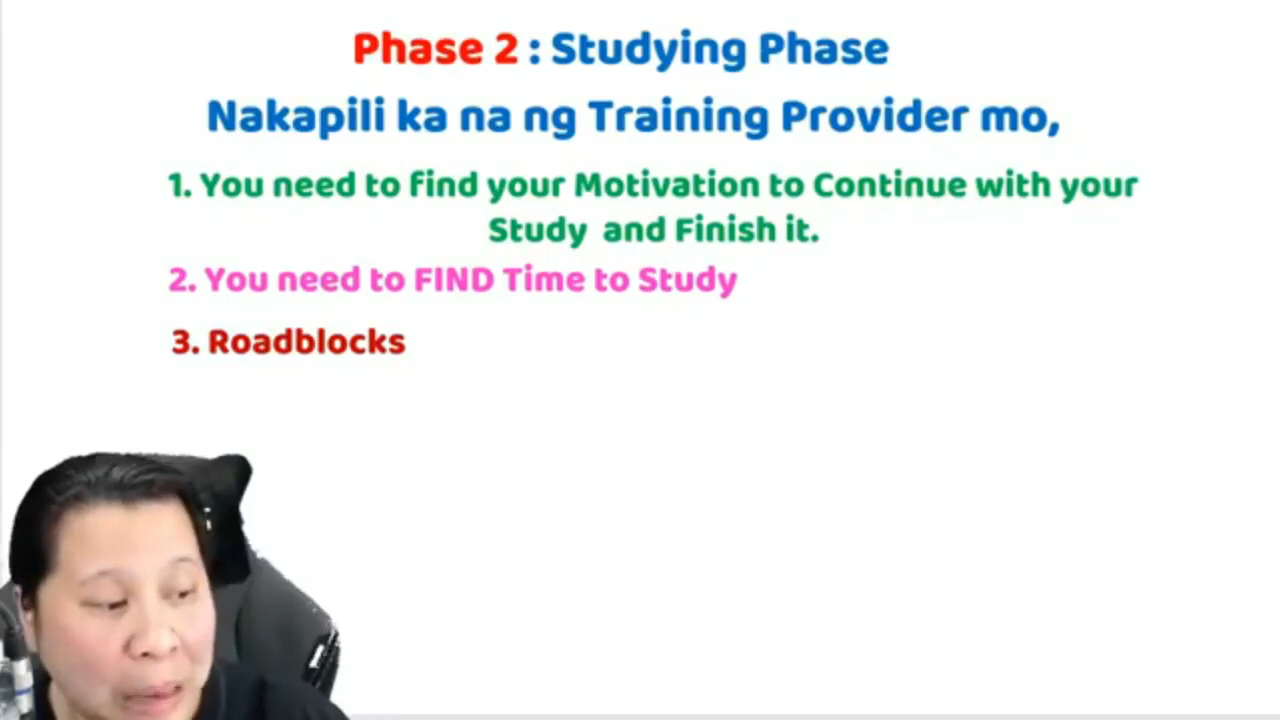 Phase 2 : Studying Phase
Nakapili ka na ng Training Provider mo,
1. You need to find your Motivation to Continue with your
Study and Finish it.
2. You need to FIND Time to Study
3. Roadblocks